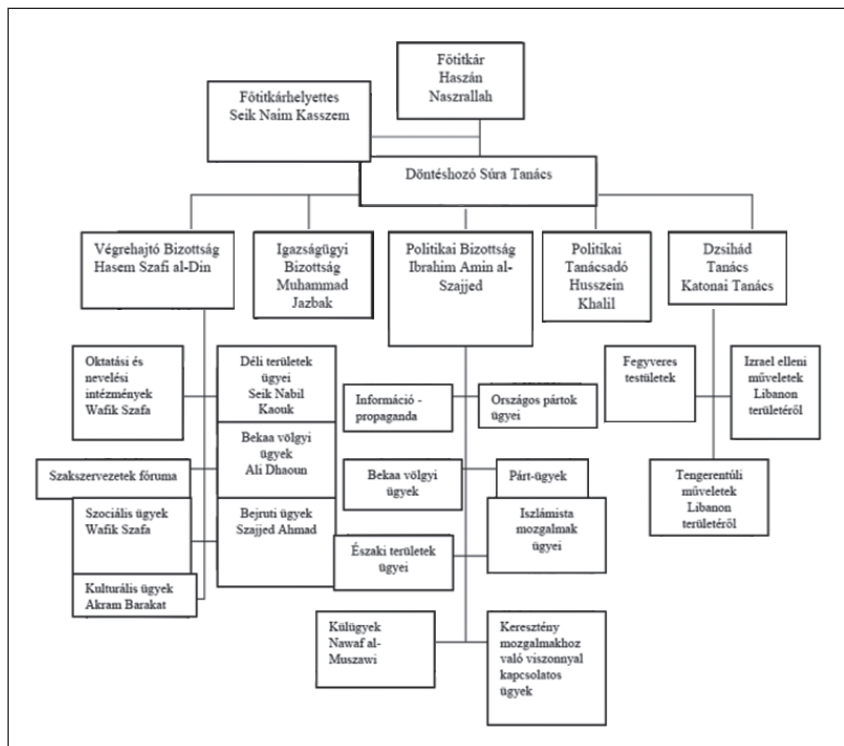 Főtitkár
Haszán
Naszrallah
Főtitkárhelyettes
Seik Naim Kasszem
Döntéshozó Súra Tanács
Végrehajtó Bizottság
Hasem Szafi al-Din
Igazságügyi
Bizottság
Muhammad
Jazbak
Politikai Bizottság
Ibrahim Amin al-
Szajjed
Politikai
Tanácsadó
Husszein
Khalil
Dzsihád
Tanács
Katonai Tanács
Oktatási és
nevelési
intézmények
Wafik Szafa
Déli területek
ügyei
Seik Nabil
Kaouk
Információ -
propaganda
Országos pártok
ügyei
Fegyveres
testületek
Izrael elleni
műveletek
Libanon
területéről
Szakszervezetek fóruma
Bekaa völgyi
ügyek
Ali Dhaoun
Bekaa völgyi
ügyek
Párt-ügyek
Tengerentúli
műveletek
Libanon
területéről
Szociális ügyek
Wafik Szafa
Bejruti ügyek
Szajjed Ahmad
Északi területek
ügyei
Iszlámista
mozgalmak
ügyei
Kulturális ügyek
Akram Barakat
Külügyek
Nawaf al-
Muszawi
Keresztény
mozgalmakhoz
való viszonnyal
kapcsolatos
ügyek